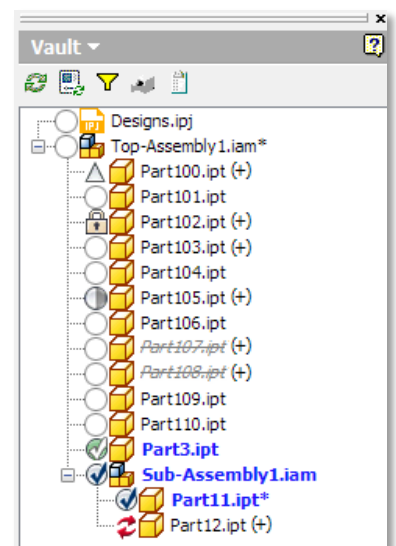 x
Vault
?
Designs.ipj
Top-Assembly1.iam*
Part100.ipt (+)
Part101.ipt
Part102.ipt (+)
Part103.ipt (+)
Part104.ipt
Part105.ipt (+)
Part106.ipt
Part107.ipt (+)
Part108.ipt (+)
Part109.ipt
Part110.ipt
Part3.ipt
Sub-Assembly1.iam
Part11.ipt*
Part12.ipt (+)